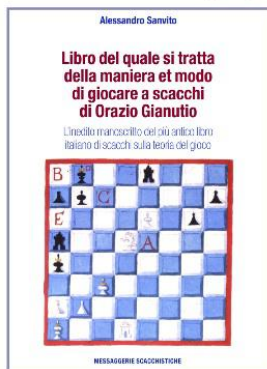 Alessandro Sanvito
Libro del quale si tratta
della maniera et modo
di giocare a scacchi
di Orazio Gianutio
L'inedito manoscritto del più antico libro
italiano di scacchi sulla teoria del gioco
B
C
E
A
MESSAGGERIE SCACCHISTICHE